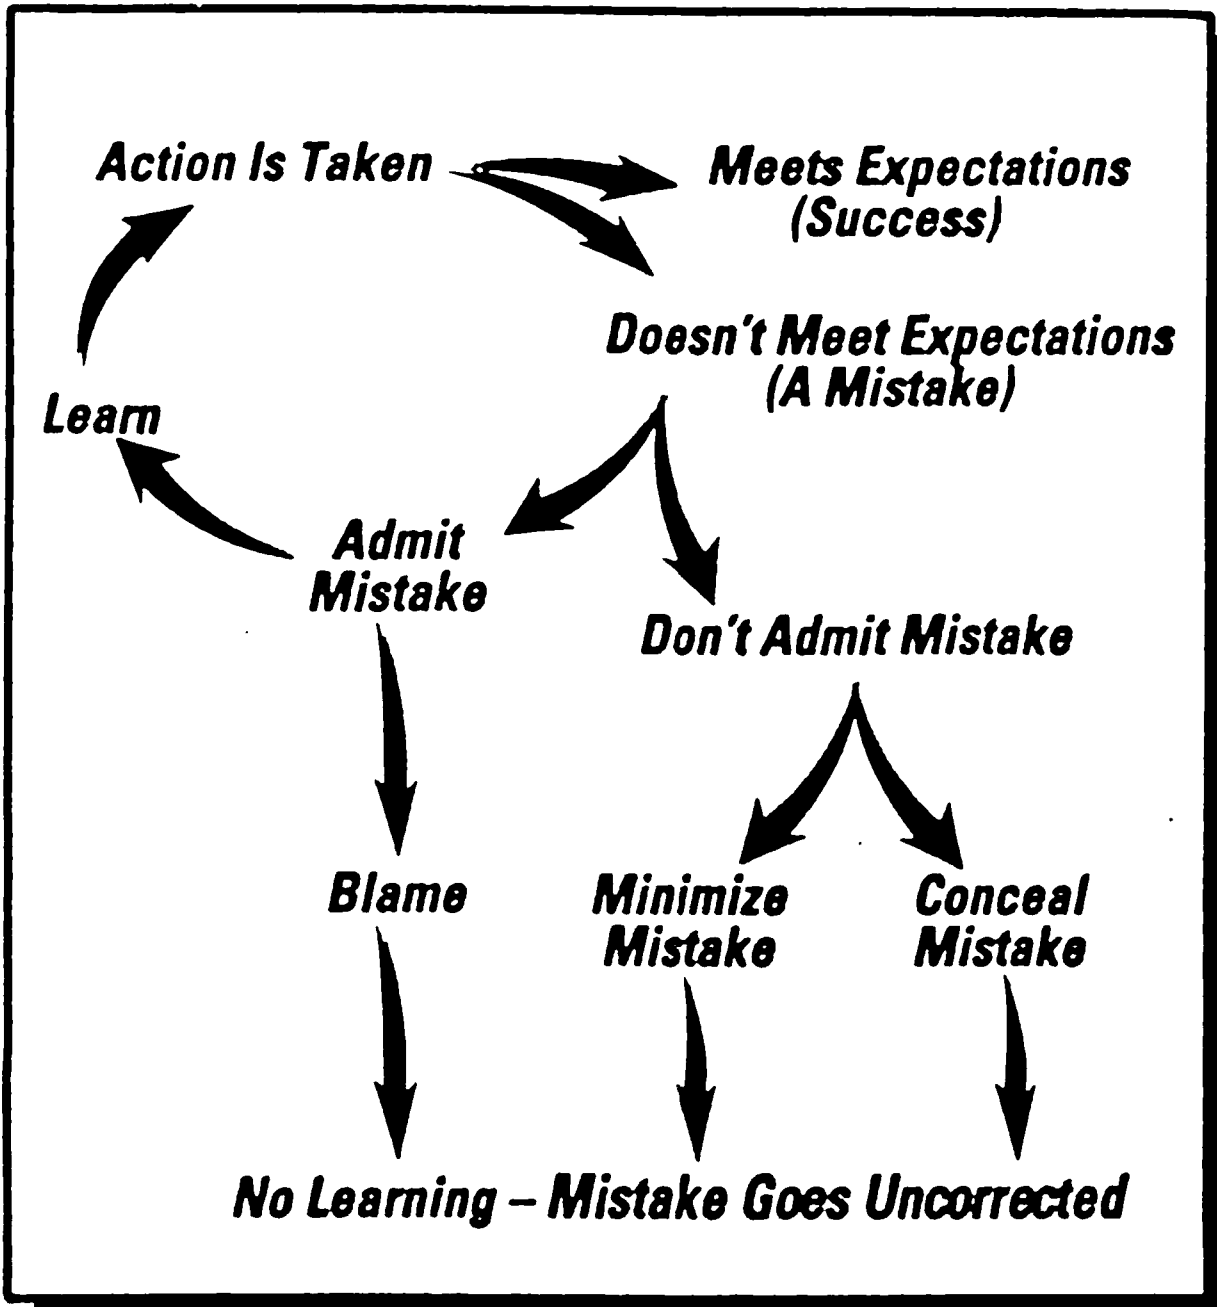 Action Is Taken
Meets Expectations
(Success)
Doesn't Meet Expectations
(A Mistake)
Learn
Admit
Mistake
Don't Admit Mistake
Blame
Minimize
Mistake
Conceal
Mistake
No Learning – Mistake Goes Uncorrected